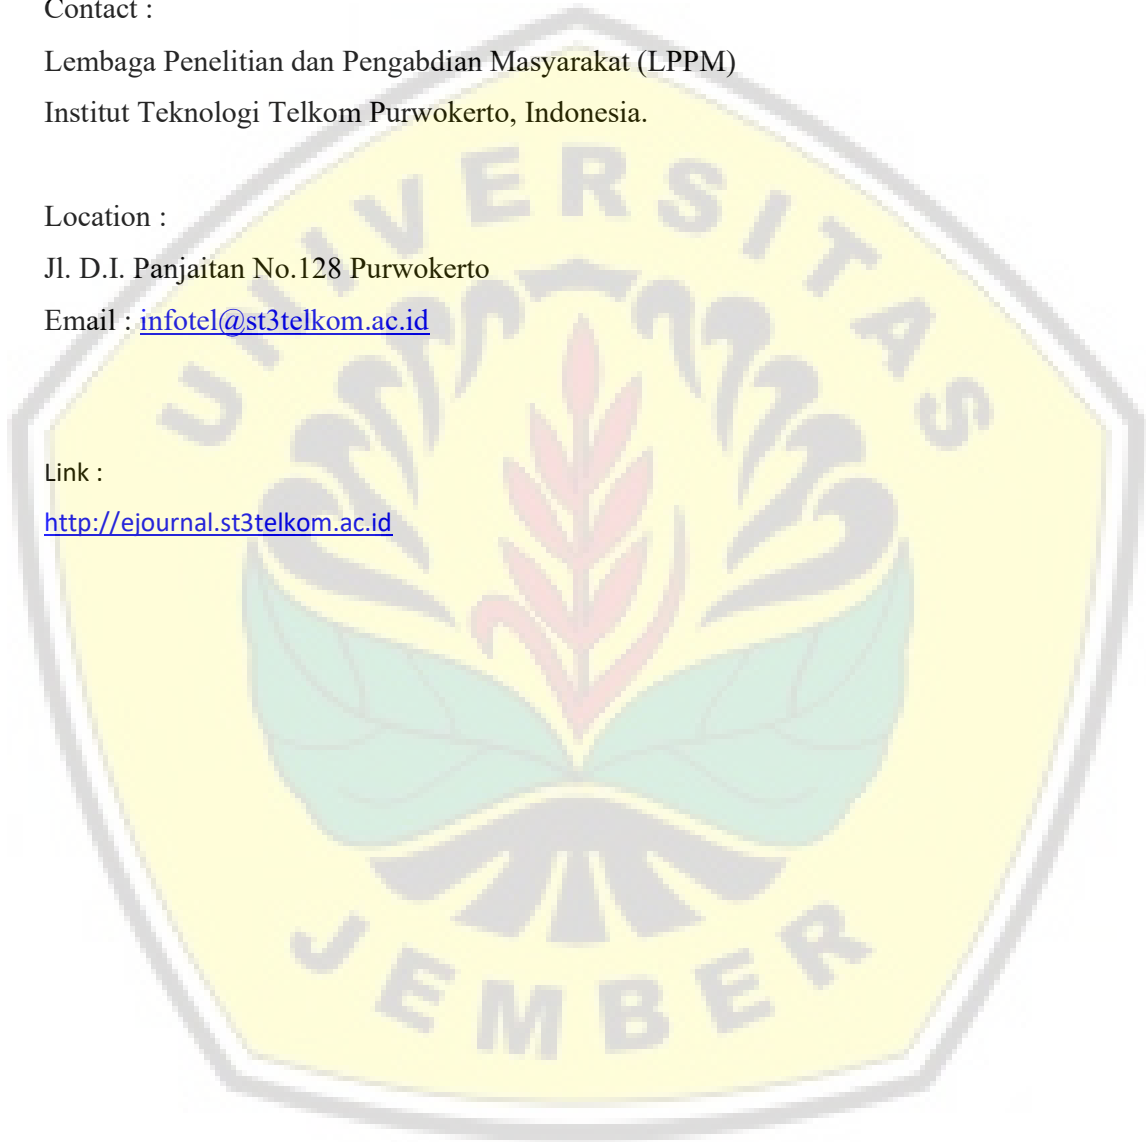 Contact :
Lembaga Penelitian dan Pengabdian Masyarakat (LPPM)
Institut Teknologi Telkom Purwokerto, Indonesia.
Location :
Jl. D.I. Panjaitan No.128 Purwokerto
Email : infotel@st3telkom.ac.id
Link :
http://ejournal.st3telkom.ac.id
UNIVERSITAS
JEMBER